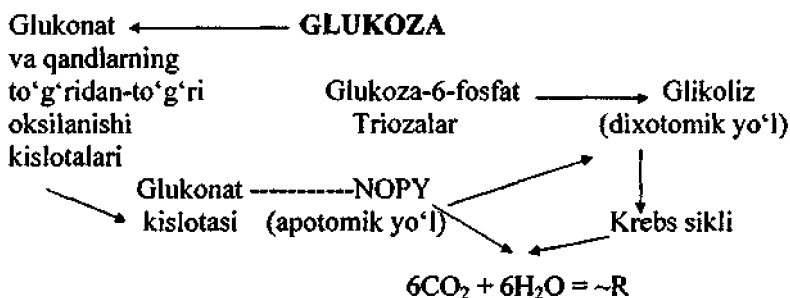 Glukonat GLUKOZA
va qandlarning
to‘g‘ridan-to‘g‘ri Glukoza-6-fosfat Glikoliz
oksilanishi Triozalar (dixotomik yo‘l)
kislotalari
Glukonat -----------NOPY
kislotasi (apotomik yo‘l) Krebs sikli
6CO₂ + 6H₂O = ~R